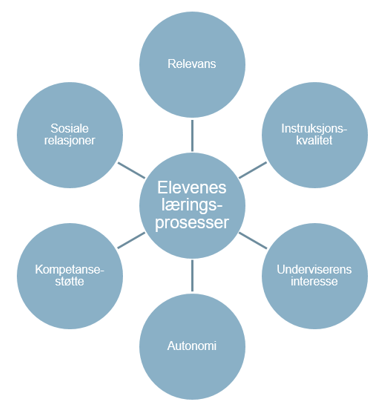 Relevans
Sosiale
relasjoner
Instruksjons-
kvalitet
Elevenes
lærings-
prosesser
Kompetanse-
støtte
Underviserens
interesse
Autonomi